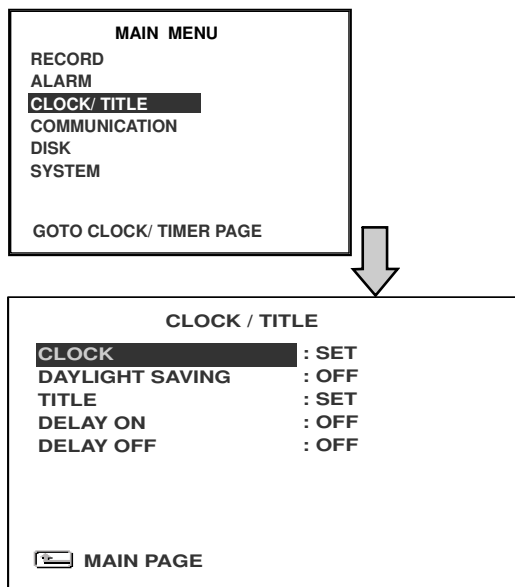 MAIN MENU
RECORD
ALARM
CLOCK/ TITLE
COMMUNICATION
DISK
SYSTEM
GOTO CLOCK/ TIMER PAGE
CLOCK / TITLE
CLOCK : SET
DAYLIGHT SAVING : OFF
TITLE : SET
DELAY ON : OFF
DELAY OFF : OFF
MAIN PAGE